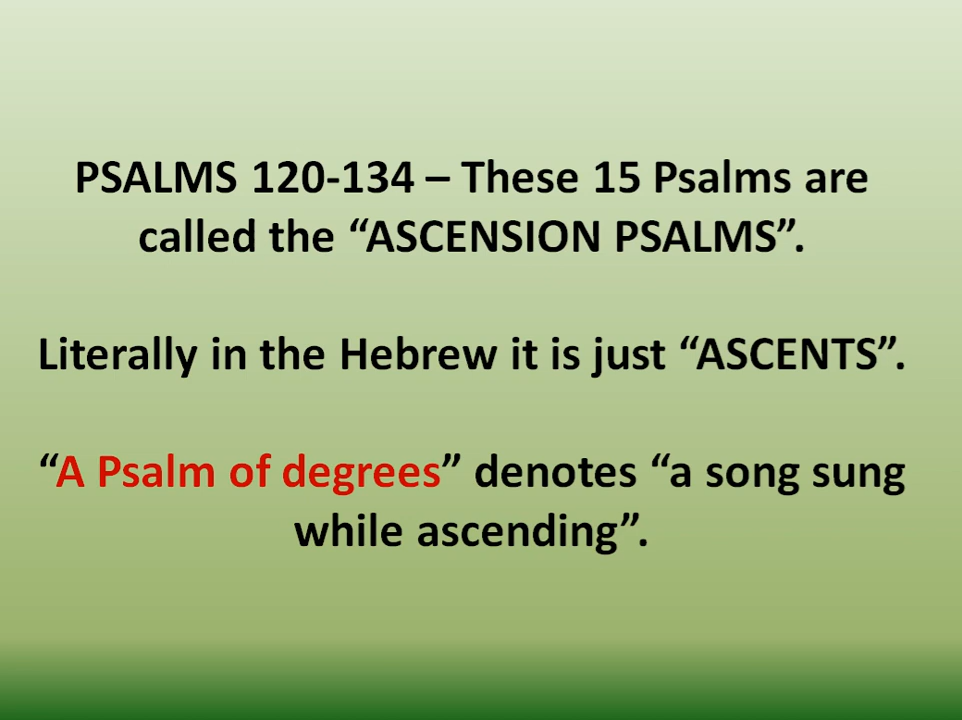 PSALMS 120-134 – These 15 Psalms are
called the “ASCENSION PSALMS”.
Literally in the Hebrew it is just “ASCENTS”.
“A Psalm of degrees” denotes “a song sung
while ascending”.